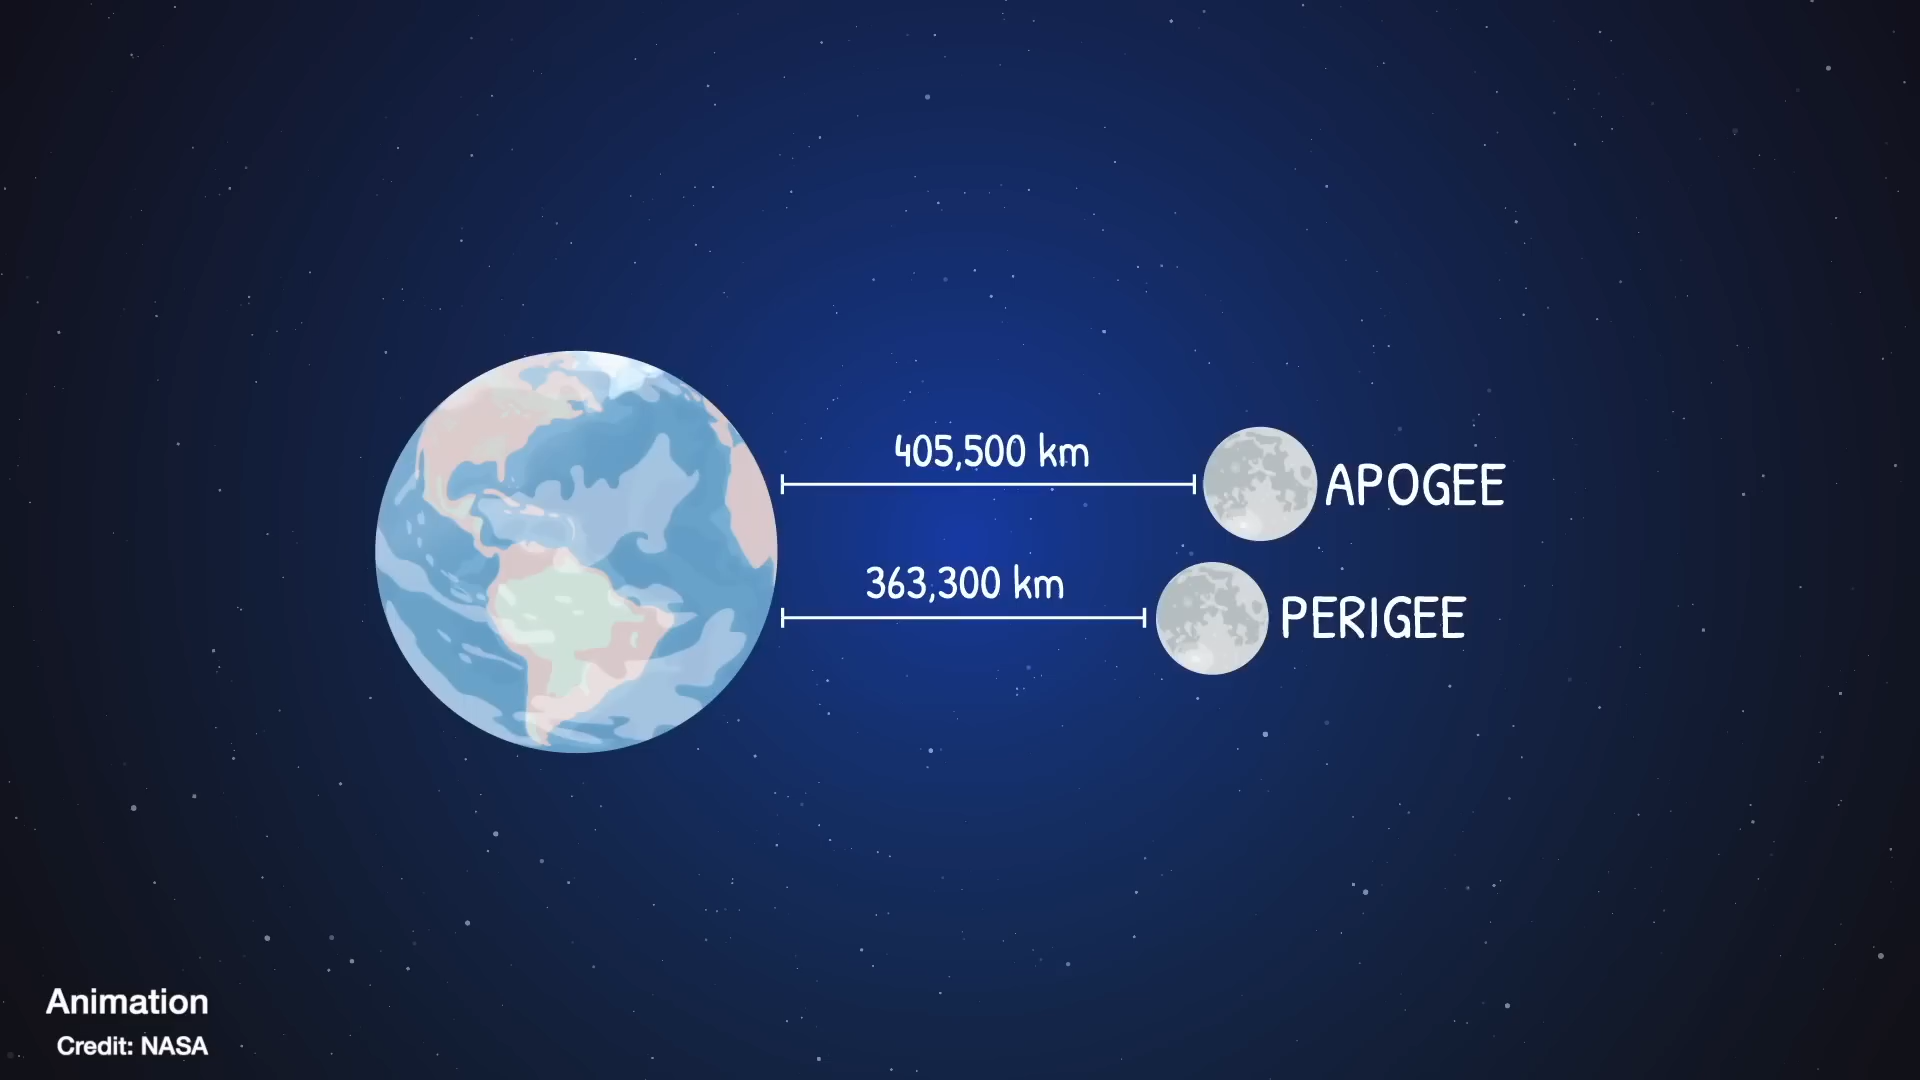 405,500 km
APOGEE
363,300 km
PERIGEE
Animation
Credit: NASA